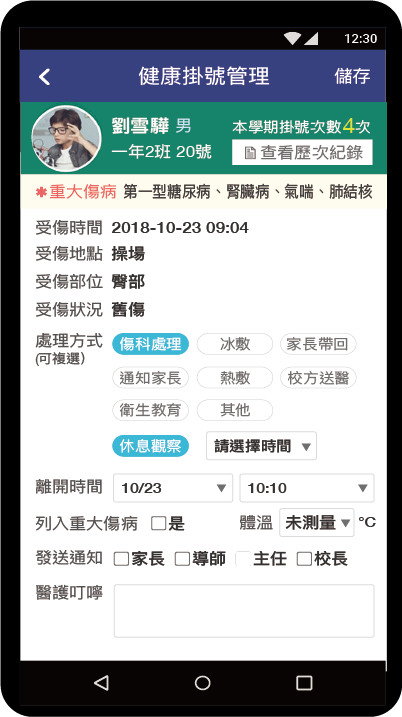 12:30
健康掛號管理 儲存
劉雪驊 男 本學期掛號次數4次
一年2班 20號 查看歷次紀錄
✱重大傷病 第一型糖尿病、腎臟病、氣喘、肺結核
受傷時間 2018-10-23 09:04
受傷地點 操場
受傷部位 臀部
受傷狀況 舊傷
處理方式 傷科處理 冰敷 家長帶回
(可複選)
通知家長 熱敷 校方送醫
衛生教育 其他
休息觀察 請選擇時間
離開時間 10/23 10:10
列入重大傷病 是 體溫 未測量 °C
發送通知 家長 導師 主任 校長
醫護叮嚀